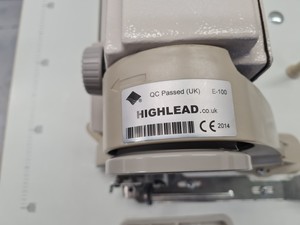 QC Passed (UK) E-100
HIGHLEAD.co.uk
CE 2014